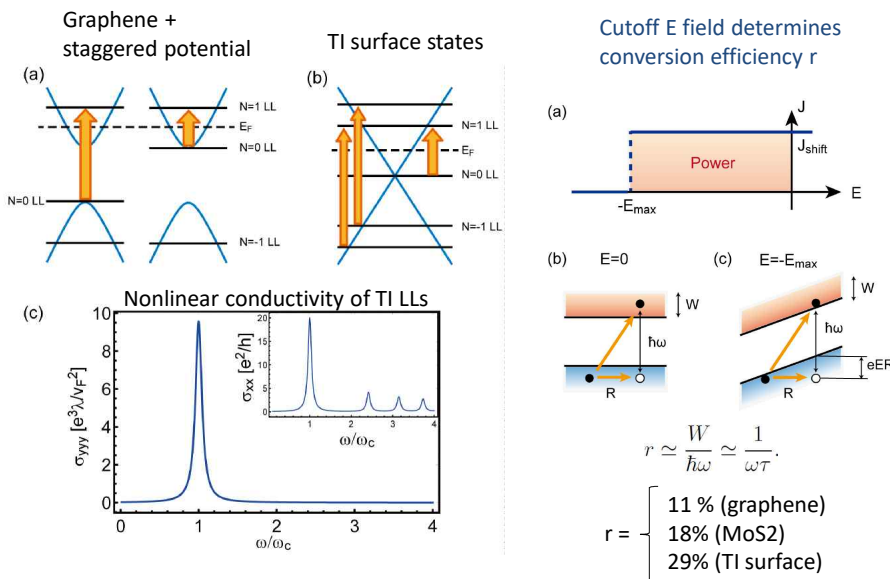 Graphene +
staggered potential
TI surface states
(a)
N=1 LL
E_F
N=0 LL
N=0 LL
N=-1 LL
(b)
N=1 LL
E_F
N=0 LL
N=-1 LL
(c)
Nonlinear conductivity of TI LLs
σ_yyy [e³λ/v_F²]
10
8
6
4
2
0
0
1
2
3
4
ω/ω_c
σ_xx [e²/h]
20
15
10
5
0
0
1
2
3
4
ω/ω_c
Cutoff E field determines
conversion efficiency r
(a)
J
J_shift
Power
-E_max
E
(b)
E=0
W
ħω
R
(c)
E=-E_max
W
ħω
eER
R
r ≃ W/ħω ≃ 1/ωτ.
r =
11 % (graphene)
18% (MoS2)
29% (TI surface)